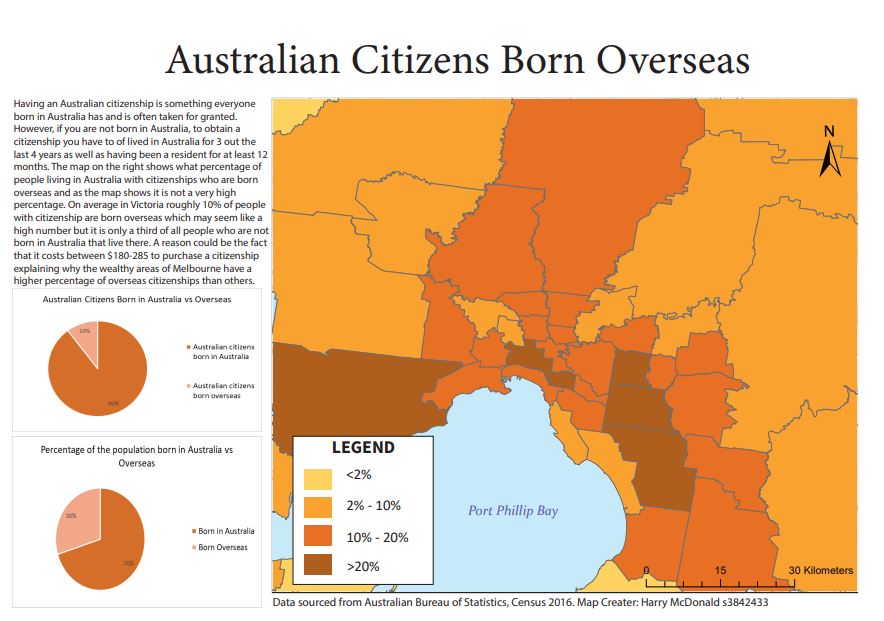 Australian Citizens Born Overseas
Having an Australian citizenship is something everyone
born in Australia has and is often taken for granted.
However, if you are not born in Australia, to obtain a
citizenship you have to of lived in Australia for 3 out the
last 4 years as well as having been a resident for at least 12
months. The map on the right shows what percentage of
people living in Australia with citizenships who are born
overseas and as the map shows it is not a very high
percentage. On average in Victoria roughly 10% of people
with citizenship are born overseas which may seem like a
high number but it is only a third of all people who are not
born in Australia that live there. A reason could be the fact
that it costs between $180-285 to purchase a citizenship
explaining why the wealthy areas of Melbourne have a
higher percentage of overseas citizenships than others.
Australian Citizens Born in Australia vs Overseas
10%
90%
Australian citizens
born in Australia
Australian citizens
born overseas
Percentage of the population born in Australia vs
Overseas
30%
70%
Born in Australia
Born Overseas
N
LEGEND
<2%
2% - 10%
10% - 20%
>20%
Port Phillip Bay
0 15 30 Kilometers
Data sourced from Australian Bureau of Statistics, Census 2016. Map Creater: Harry McDonald s3842433